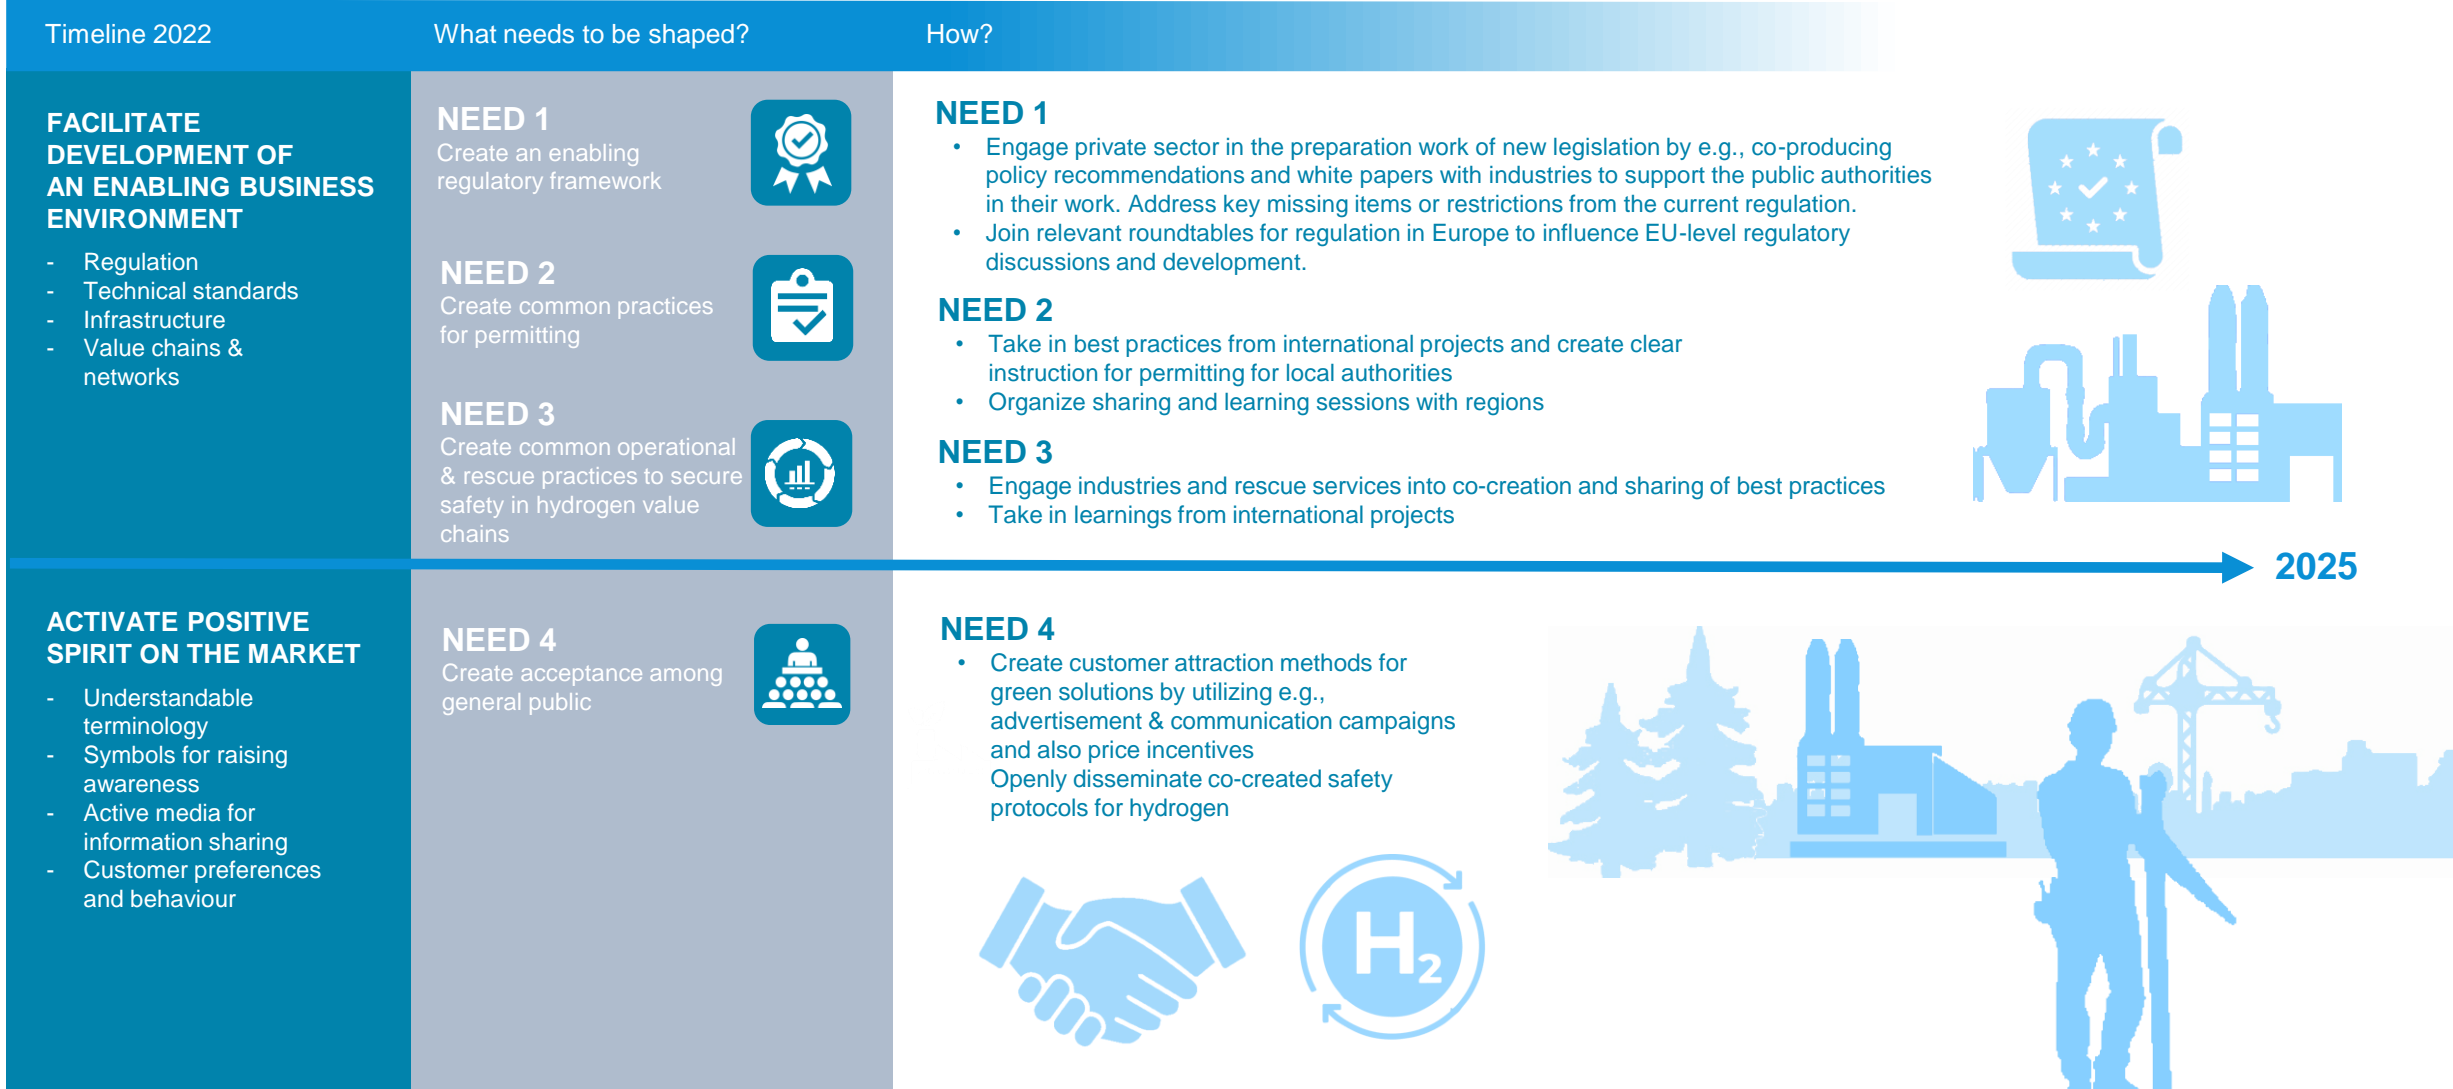 Timeline 2022
What needs to be shaped?
How?
FACILITATE
DEVELOPMENT OF
AN ENABLING BUSINESS
ENVIRONMENT
- Regulation
- Technical standards
- Infrastructure
- Value chains &
networks
NEED 1
Create an enabling
regulatory framework
NEED 2
Create common practices
for permitting
NEED 3
Create common operational
& rescue practices to secure
safety in hydrogen value
chains
NEED 1
• Engage private sector in the preparation work of new legislation by e.g., co-producing
policy recommendations and white papers with industries to support the public authorities
in their work. Address key missing items or restrictions from the current regulation.
• Join relevant roundtables for regulation in Europe to influence EU-level regulatory
discussions and development.
NEED 2
• Take in best practices from international projects and create clear
instruction for permitting for local authorities
• Organize sharing and learning sessions with regions
NEED 3
• Engage industries and rescue services into co-creation and sharing of best practices
• Take in learnings from international projects
2025
ACTIVATE POSITIVE
SPIRIT ON THE MARKET
- Understandable
terminology
- Symbols for raising
awareness
- Active media for
information sharing
- Customer preferences
and behaviour
NEED 4
Create acceptance among
general public
NEED 4
• Create customer attraction methods for
green solutions by utilizing e.g.,
advertisement & communication campaigns
and also price incentives
Openly disseminate co-created safety
protocols for hydrogen
H2